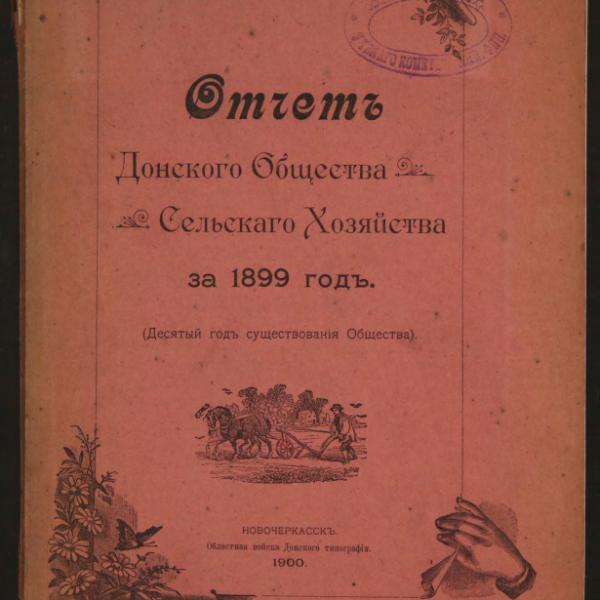 Отчетъ
Донского Общества
Сельскаго Хозяйства
за 1899 годъ.
(Десятый годъ существованія Общества).
НОВОЧЕРКАССКЪ.
Областная войска Донского типографія.
1900.